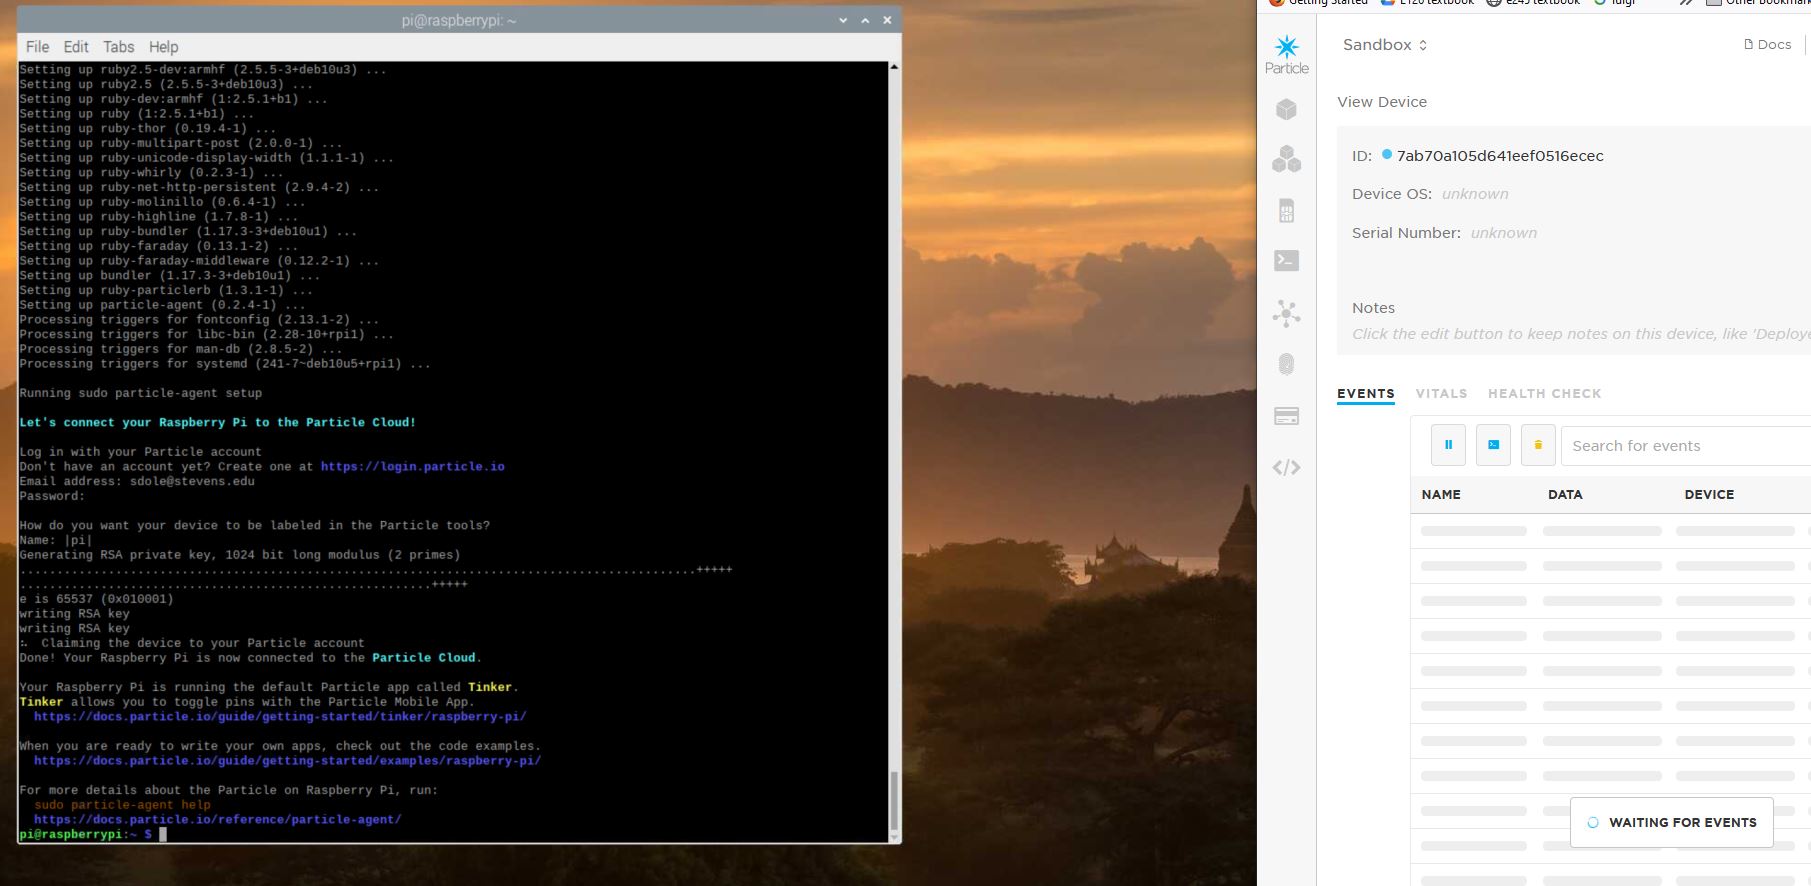 pi@raspberrypi: ~
File Edit Tabs Help
Setting up ruby2.5-dev:armhf (2.5.5-3+deb10u3) ...
Setting up ruby2.5 (2.5.5-3+deb10u3) ...
Setting up ruby-dev:armhf (1:2.5.1+b1) ...
Setting up ruby (1:2.5.1+b1) ...
Setting up ruby-thor (0.19.4-1) ...
Setting up ruby-multipart-post (2.0.0-1) ...
Setting up ruby-unicode-display-width (1.1.1-1) ...
Setting up ruby-whirly (0.2.3-1) ...
Setting up ruby-net-http-persistent (2.9.4-2) ...
Setting up ruby-molinillo (0.6.4-1) ...
Setting up ruby-highline (1.7.8-1) ...
Setting up ruby-bundler (1.17.3-3+deb10u1) ...
Setting up ruby-faraday (0.13.1-2) ...
Setting up ruby-faraday-middleware (0.12.2-1) ...
Setting up bundler (1.17.3-3+deb10u1) ...
Setting up ruby-particlerb (1.3.1-1) ...
Setting up particle-agent (0.2.4-1) ...
Processing triggers for fontconfig (2.13.1-2) ...
Processing triggers for libc-bin (2.28-10+rpi1) ...
Processing triggers for man-db (2.8.5-2) ...
Processing triggers for systemd (241-7~deb10u5+rpi1) ...
Running sudo particle-agent setup
Let's connect your Raspberry Pi to the Particle Cloud!
Log in with your Particle account
Don't have an account yet? Create one at https://login.particle.io
Email address: sdole@stevens.edu
Password:
How do you want your device to be labeled in the Particle tools?
Name: |pi|
Generating RSA private key, 1024 bit long modulus (2 primes)
............................................................................................+++++
........................................................+++++
e is 65537 (0x010001)
writing RSA key
writing RSA key
Claiming the device to your Particle account
Done! Your Raspberry Pi is now connected to the Particle Cloud.
Your Raspberry Pi is running the default Particle app called Tinker.
Tinker allows you to toggle pins with the Particle Mobile App.
https://docs.particle.io/guide/getting-started/tinker/raspberry-pi/
When you are ready to write your own apps, check out the code examples.
https://docs.particle.io/guide/getting-started/examples/raspberry-pi/
For more details about the Particle on Raspberry Pi, run:
sudo particle-agent help
https://docs.particle.io/reference/particle-agent/
pi@raspberrypi:~ $
Getting Started E120 textbook e245 textbook luigi Other Bookmar
Particle
Sandbox Docs
View Device
ID: 7ab70a105d641eef0516ecec
Device OS: unknown
Serial Number: unknown
Notes
Click the edit button to keep notes on this device, like 'Deploye
EVENTS VITALS HEALTH CHECK
Search for events
NAME DATA DEVICE
WAITING FOR EVENTS